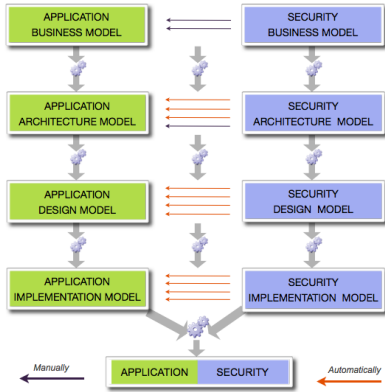 APPLICATION
BUSINESS MODEL
SECURITY
BUSINESS MODEL
APPLICATION
ARCHITECTURE MODEL
SECURITY
ARCHITECTURE MODEL
APPLICATION
DESIGN MODEL
SECURITY
DESIGN MODEL
APPLICATION
IMPLEMENTATION MODEL
SECURITY
IMPLEMENTATION MODEL
Manually
APPLICATION SECURITY
Automatically